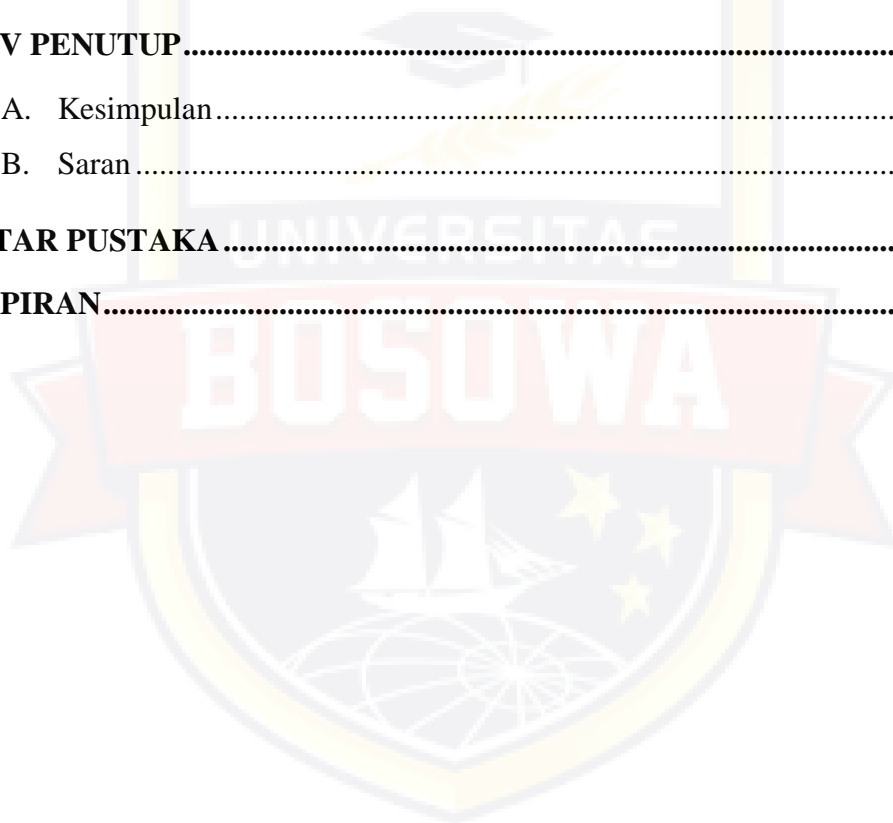 V PENUTUP........................................................................................................
A. Kesimpulan.....................................................................................................
B. Saran..............................................................................................................
TAR PUSTAKA..................................................................................................
PIRAN................................................................................................................
UNIVERSITAS
BOSOWA